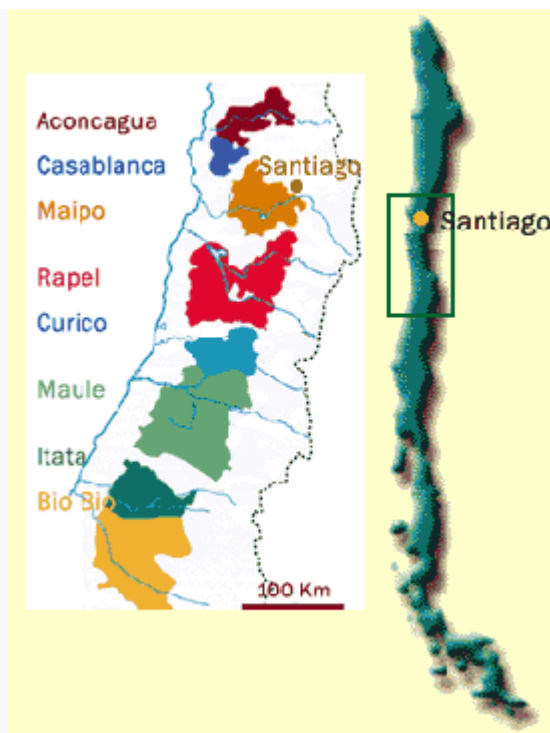 Aconcagua
Casablanca
Santiago
Maipo
Santiago
Rapel
Curico
Maule
Itata
Bio Bio
100 Km